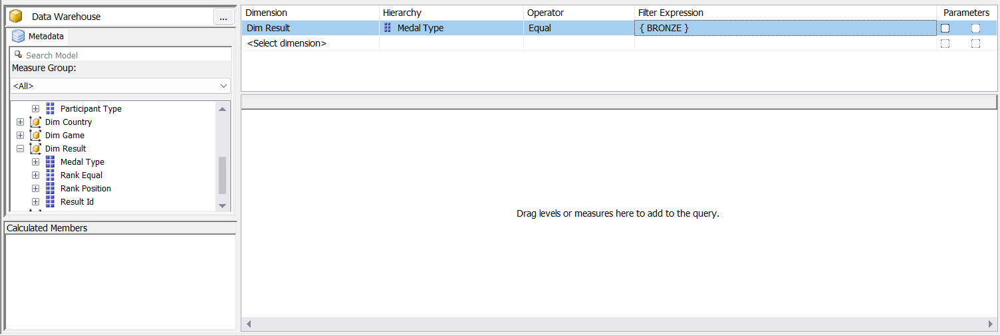 Data Warehouse
...
Metadata
Search Model
Measure Group:
<All>
Participant Type
Dim Country
Dim Game
Dim Result
Medal Type
Rank Equal
Rank Position
Result Id
Calculated Members
Dimension Hierarchy Operator Filter Expression Parameters
Dim Result Medal Type Equal { BRONZE }
<Select dimension>
Drag levels or measures here to add to the query.